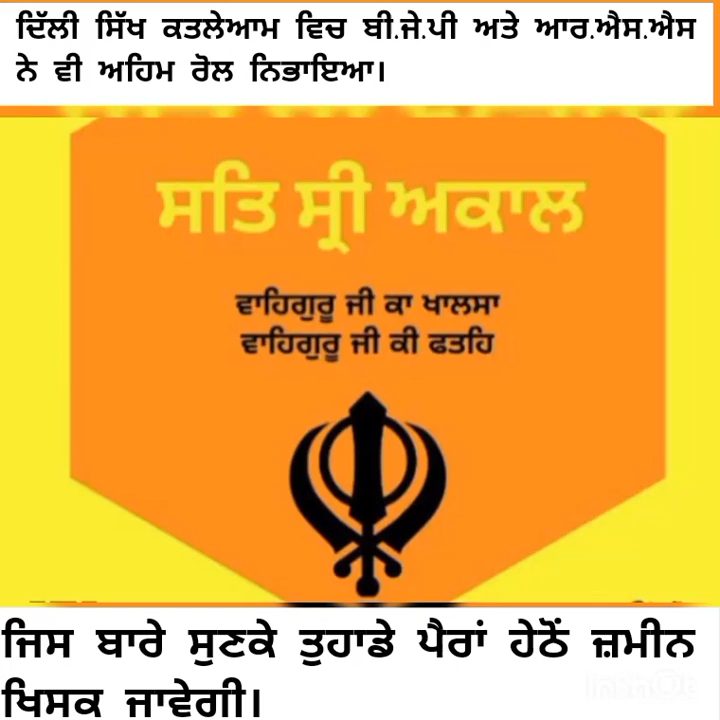 ਦਿੱਲੀ ਸਿੱਖ ਕਤਲੇਆਮ ਵਿਚ ਬੀ.ਜੇ.ਪੀ ਅਤੇ ਆਰ.ਐਸ.ਐਸ
ਨੇ ਵੀ ਅਹਿਮ ਰੋਲ ਨਿਭਾਇਆ।
ਸਤਿ ਸ੍ਰੀ ਅਕਾਲ
ਵਾਹਿਗੁਰੂ ਜੀ ਕਾ ਖਾਲਸਾ
ਵਾਹਿਗੁਰੂ ਜੀ ਕੀ ਫਤਹਿ
ਜਿਸ ਬਾਰੇ ਸੁਣਕੇ ਤੁਹਾਡੇ ਪੈਰਾਂ ਹੇਠੋਂ ਜ਼ਮੀਨ
ਖਿਸਕ ਜਾਵੇਗੀ।